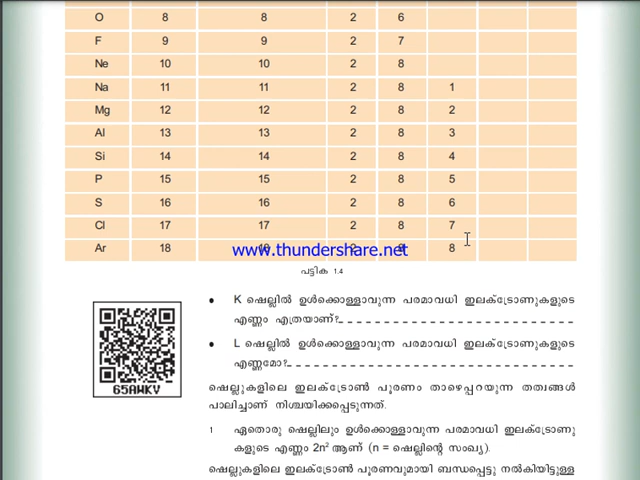 O 8 8 2 6
F 9 9 2 7
Ne 10 10 2 8
Na 11 11 2 8 1
Mg 12 12 2 8 2
Al 13 13 2 8 3
Si 14 14 2 8 4
P 15 15 2 8 5
S 16 16 2 8 6
Cl 17 17 2 8 7
Ar 18 18 2 8 8
www.thundershare.net
പട്ടിക 1.4
• K ഷെല്ലിൽ ഉൾക്കൊള്ളാവുന്ന പരമാവധി ഇലക്ട്രോണുകളുടെ
എണ്ണം എത്രയാണ്?
• L ഷെല്ലിൽ ഉൾക്കൊള്ളാവുന്ന പരമാവധി ഇലക്ട്രോണുകളുടെ
എണ്ണമോ?
65AWKV
ഷെല്ലുകളിലെ ഇലക്ട്രോൺ പൂരണം താഴെപ്പറയുന്ന തത്വങ്ങൾ
പാലിച്ചാണ് നിശ്ചയിക്കപ്പെടുന്നത്.
1 ഏതൊരു ഷെല്ലിലും ഉൾക്കൊള്ളാവുന്ന പരമാവധി ഇലക്ട്രോണു
കളുടെ എണ്ണം 2n² ആണ് (n = ഷെല്ലിന്റെ സംഖ്യ).
ഷെല്ലുകളിലെ ഇലക്ട്രോൺ പൂരണവുമായി ബന്ധപ്പെട്ടു നൽകിയിട്ടുള്ള